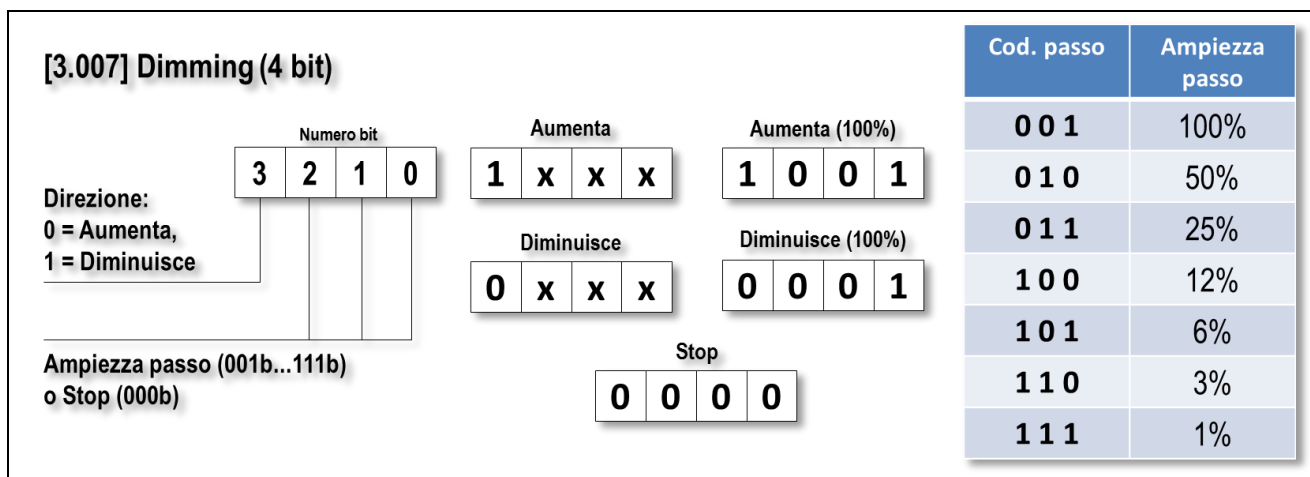 [3.007] Dimming (4 bit)
Numero bit
3 2 1 0
Direzione:
0 = Aumenta,
1 = Diminuisce
Ampiezza passo (001b...111b)
o Stop (000b)
Aumenta
1 x x x
Aumenta (100%)
1 0 0 1
Diminuisce
0 x x x
Diminuisce (100%)
0 0 0 1
Stop
0 0 0 0
Cod. passo Ampiezza
passo
0 0 1 100%
0 1 0 50%
0 1 1 25%
1 0 0 12%
1 0 1 6%
1 1 0 3%
1 1 1 1%